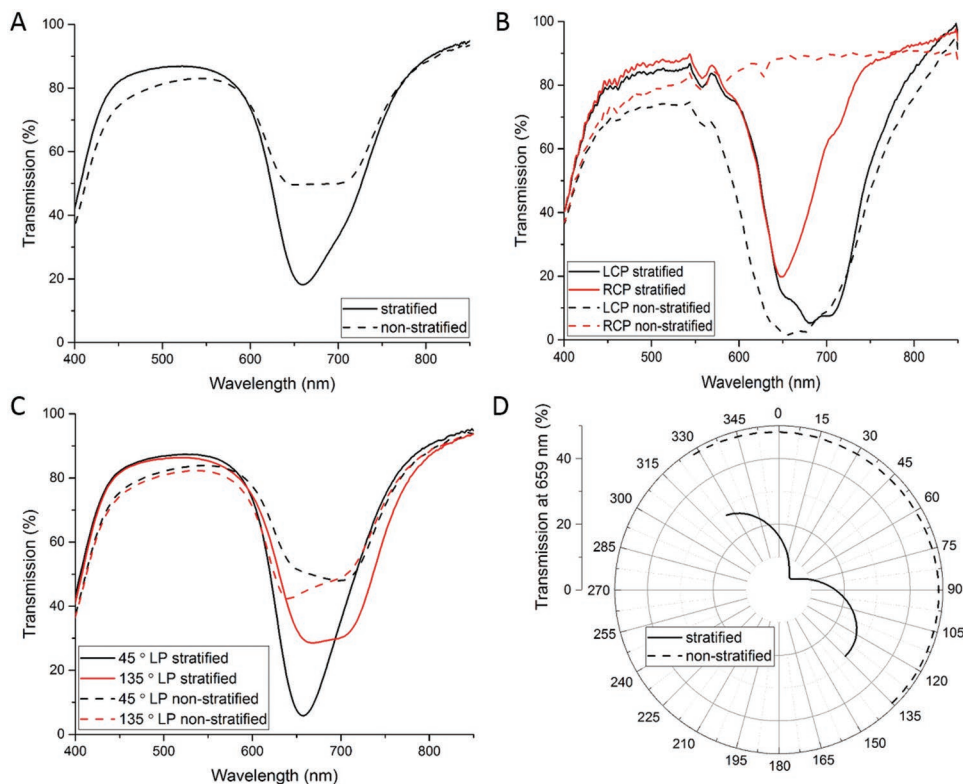 A
100
80
60
40
20
0
Transmission (%)
stratified
non-stratified
400 500 600 700 800
Wavelength (nm)
B
100
80
60
40
20
0
Transmission (%)
LCP stratified
RCP stratified
LCP non-stratified
RCP non-stratified
400 500 600 700 800
Wavelength (nm)
C
100
80
60
40
20
0
Transmission (%)
45 ° LP stratified
135 ° LP stratified
45 ° LP non-stratified
135 ° LP non-stratified
400 500 600 700 800
Wavelength (nm)
D
Transmission at 659 nm (%)
40
20
0
0
15
30
45
60
75
90
105
120
135
150
165
180
195
210
225
240
255
270
285
300
315
330
345
stratified
non-stratified